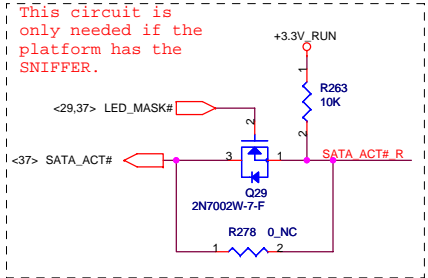 This circuit is
only needed if the
platform has the
SNIFFER.
+3.3V_RUN
1
R263
10K
2
<29,37> LED_MASK#
2
<37> SATA_ACT#
3
1
SATA_ACT#_R
Q29
2N7002W-7-F
R278 0_NC
1
2